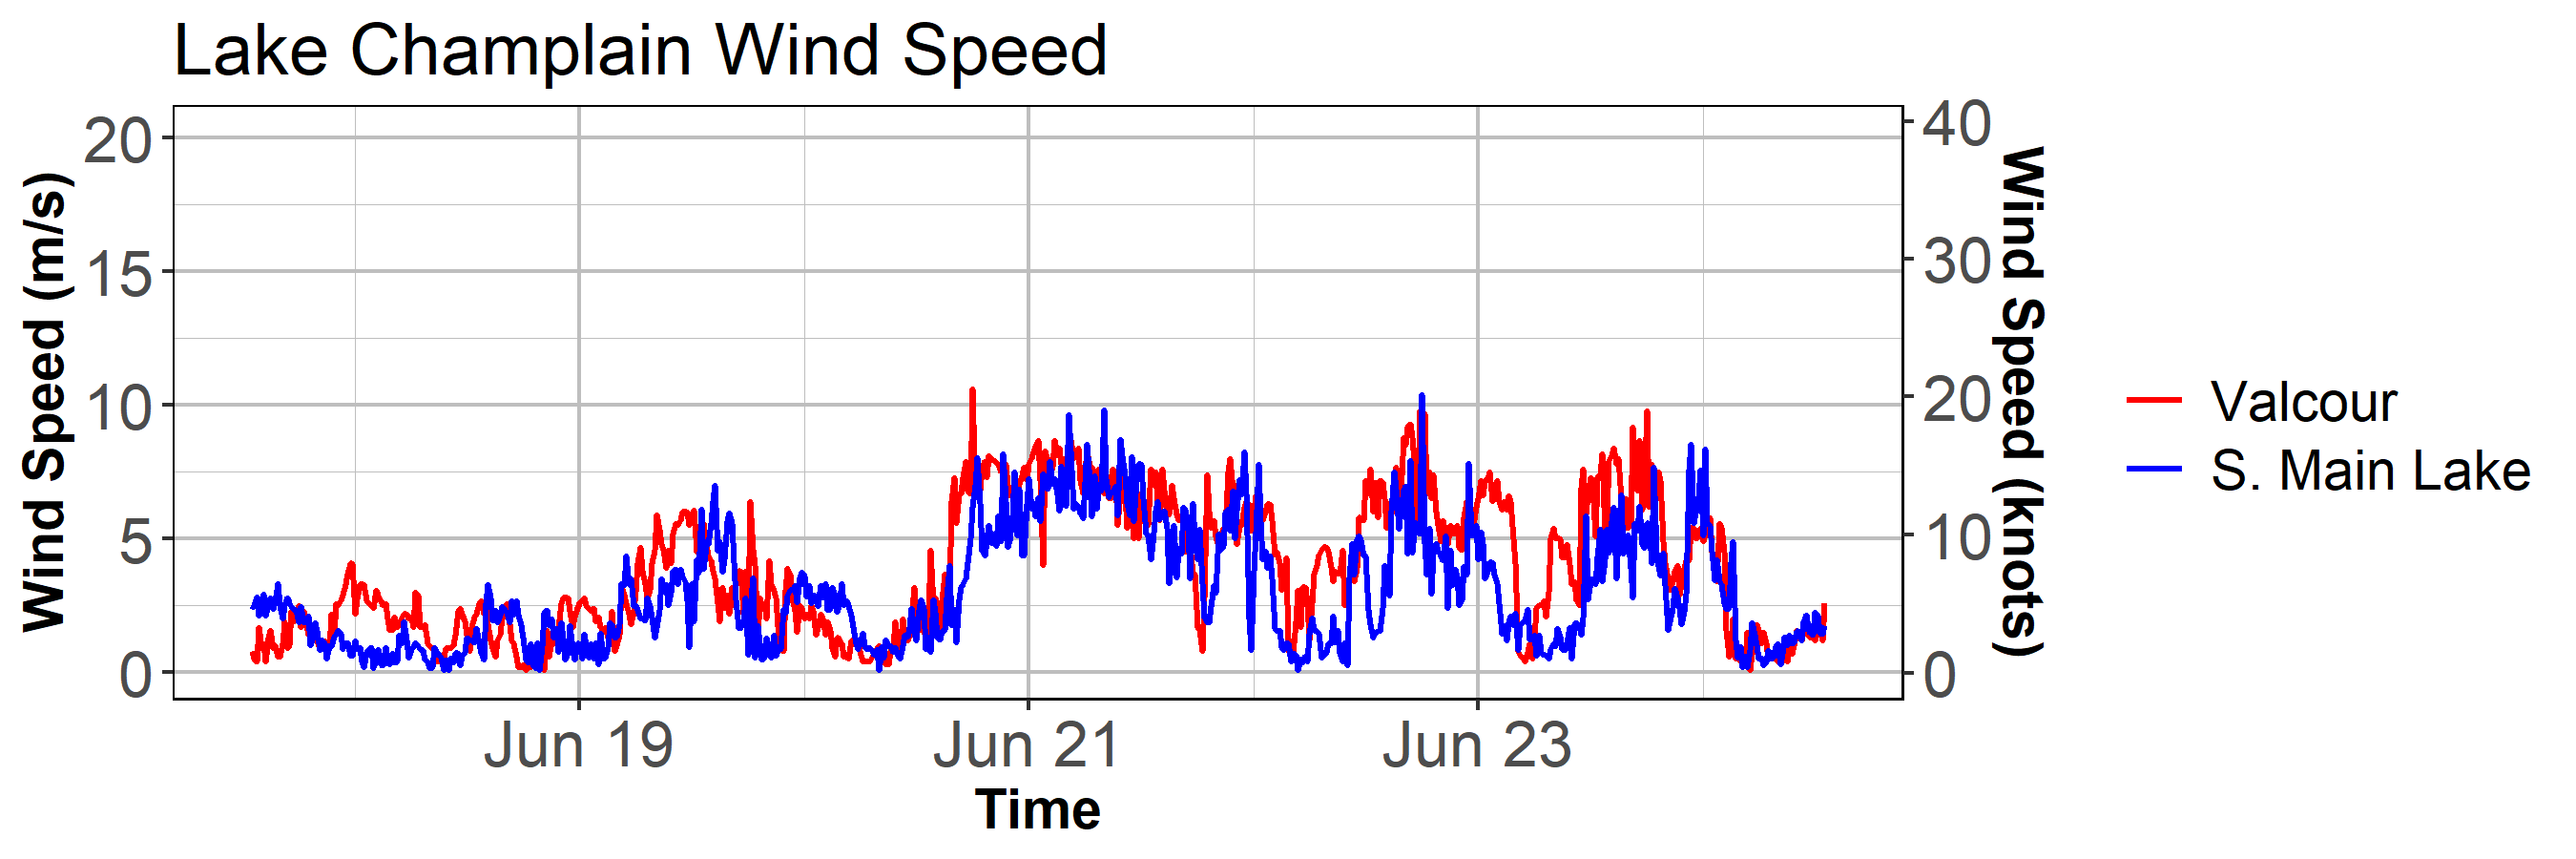 Lake Champlain Wind Speed
Wind Speed (m/s)
20
15
10
5
0
40
30
20
10
0
Wind Speed (knots)
Jun 19
Jun 21
Jun 23
Time
Valcour
S. Main Lake